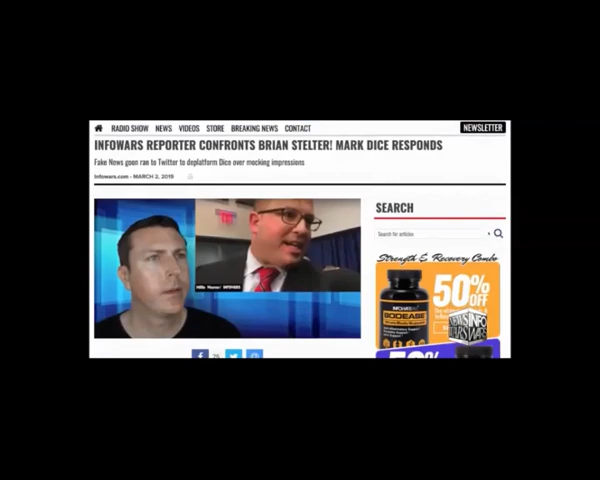 RADIO SHOW NEWS VIDEOS STORE BREAKING NEWS CONTACT NEWSLETTER
INFOWARS REPORTER CONFRONTS BRIAN STELTER! MARK DICE RESPONDS
Fake News goon ran to Twitter to deplatform Dice over mocking impressions
Infowars.com - MARCH 2, 2019
SEARCH
Search for articles
Strength & Recovery Combo
50%
OFF
INFOWARS
BODEASE